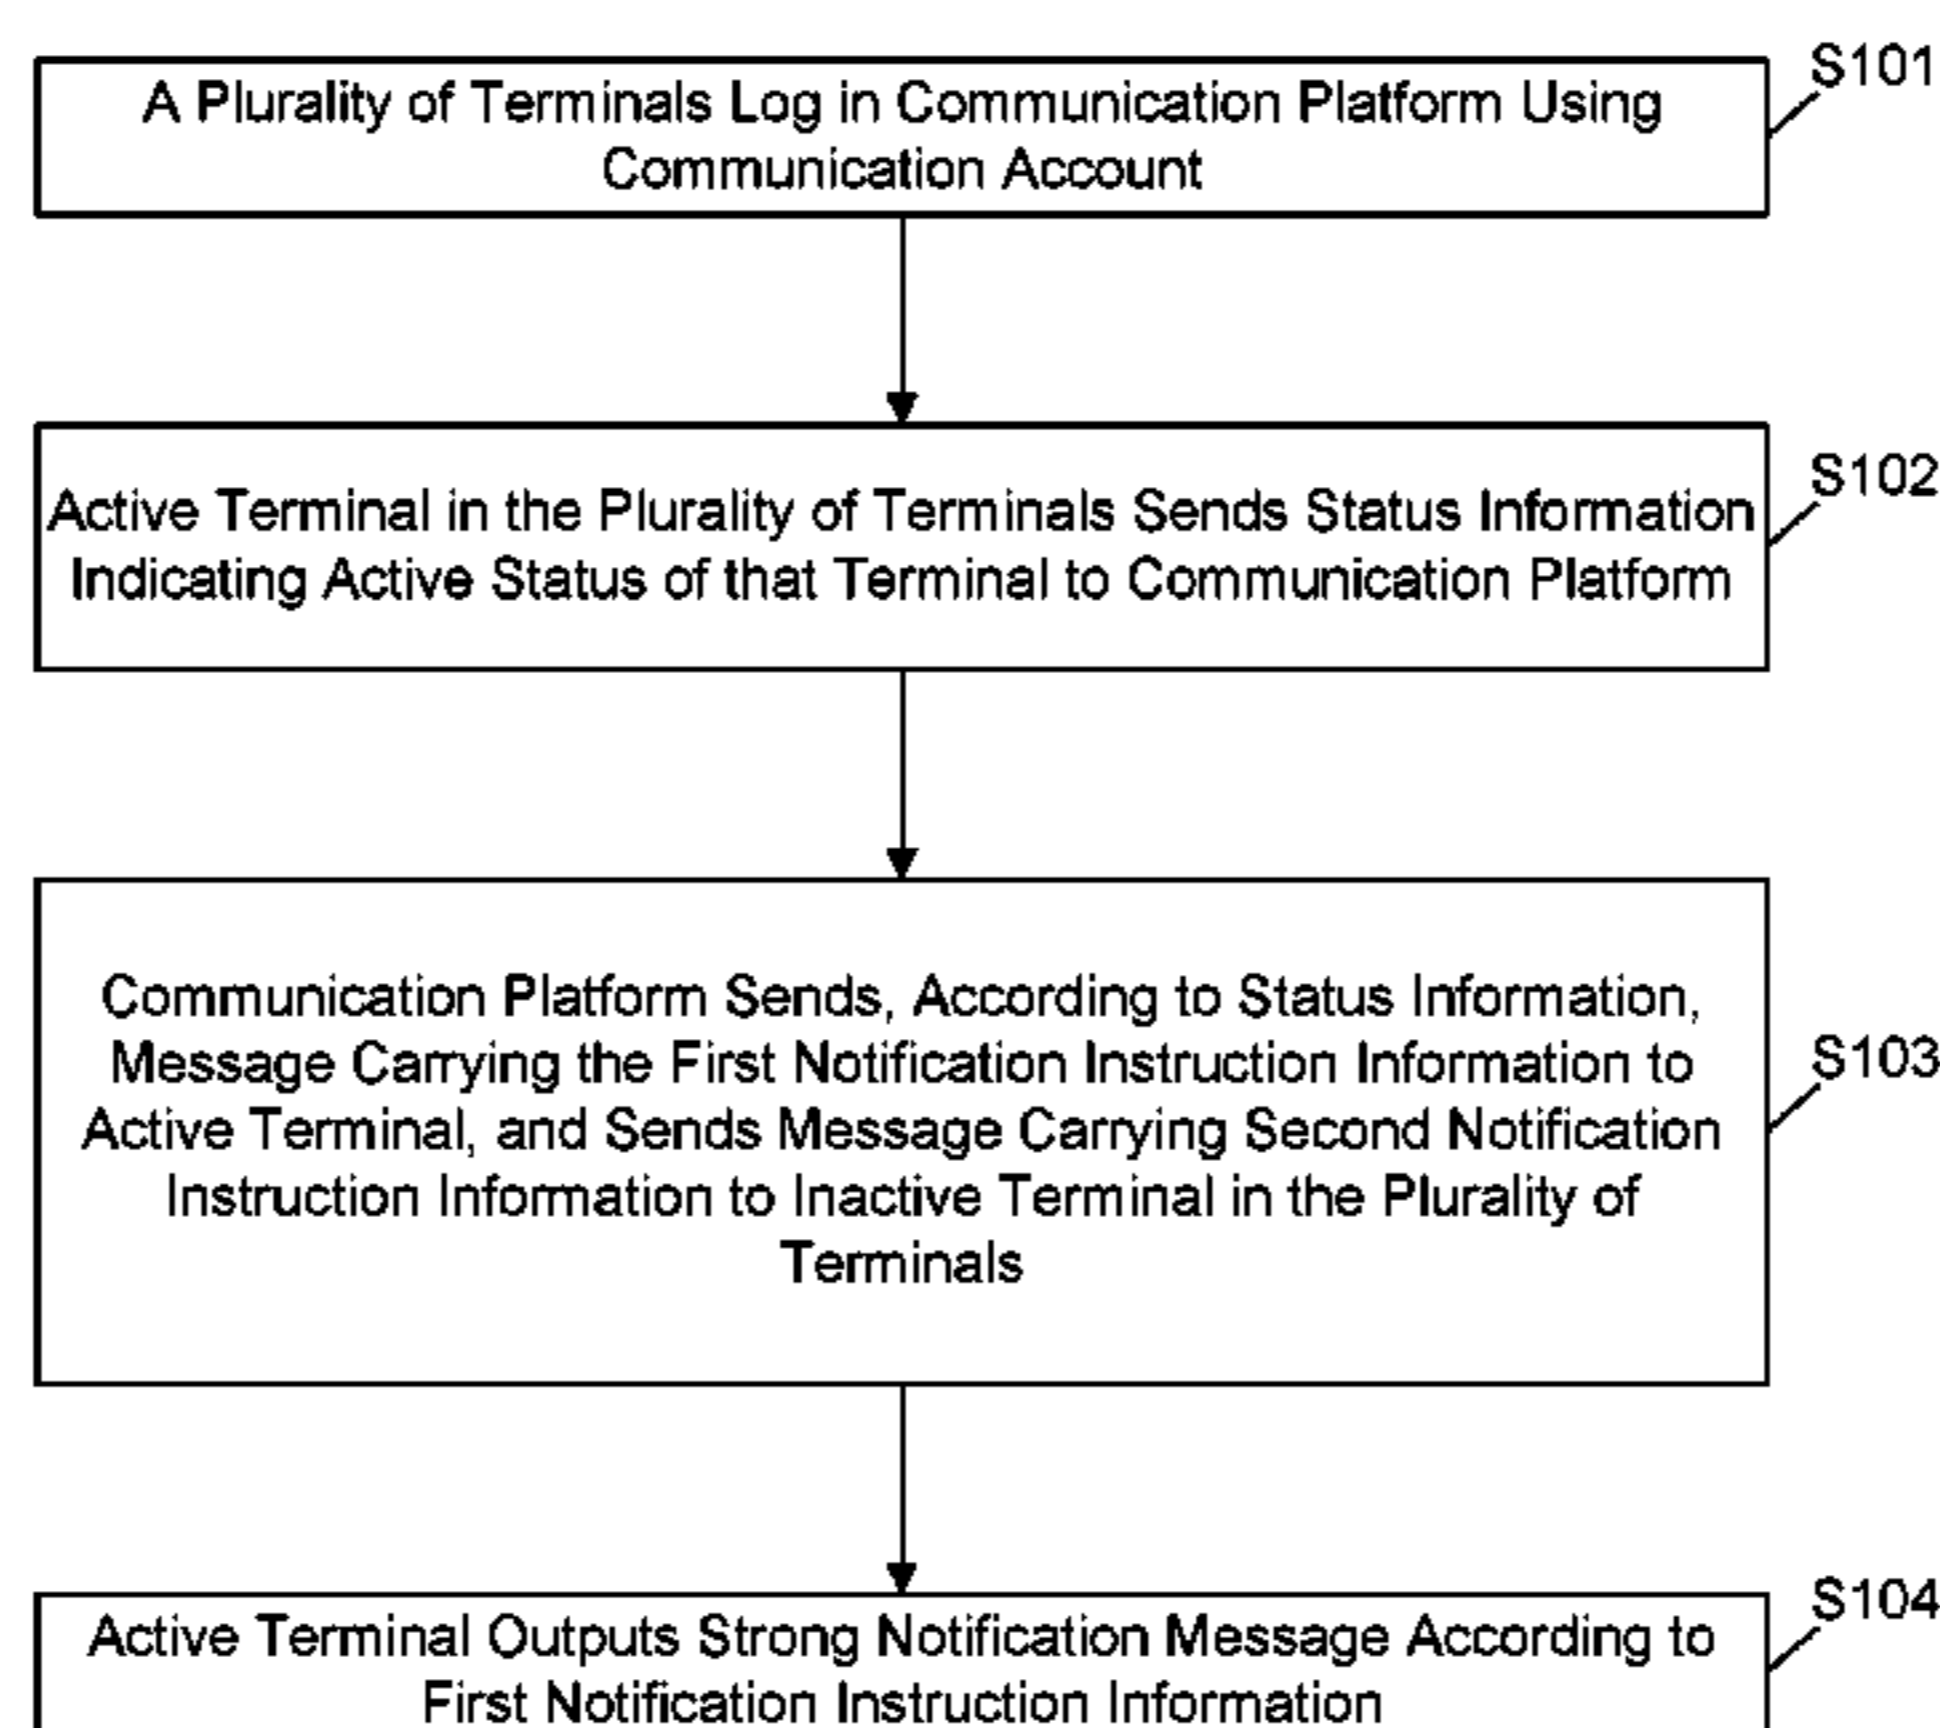 S101
A Plurality of Terminals Log in Communication Platform Using
Communication Account
S102
Active Terminal in the Plurality of Terminals Sends Status Information
Indicating Active Status of that Terminal to Communication Platform
Communication Platform Sends, According to Status Information,
Message Carrying the First Notification Instruction Information to
S103
Active Terminal, and Sends Message Carrying Second Notification
Instruction Information to Inactive Terminal in the Plurality of
Terminals
S104
Active Terminal Outputs Strong Notification Message According to
First Notification Instruction Information